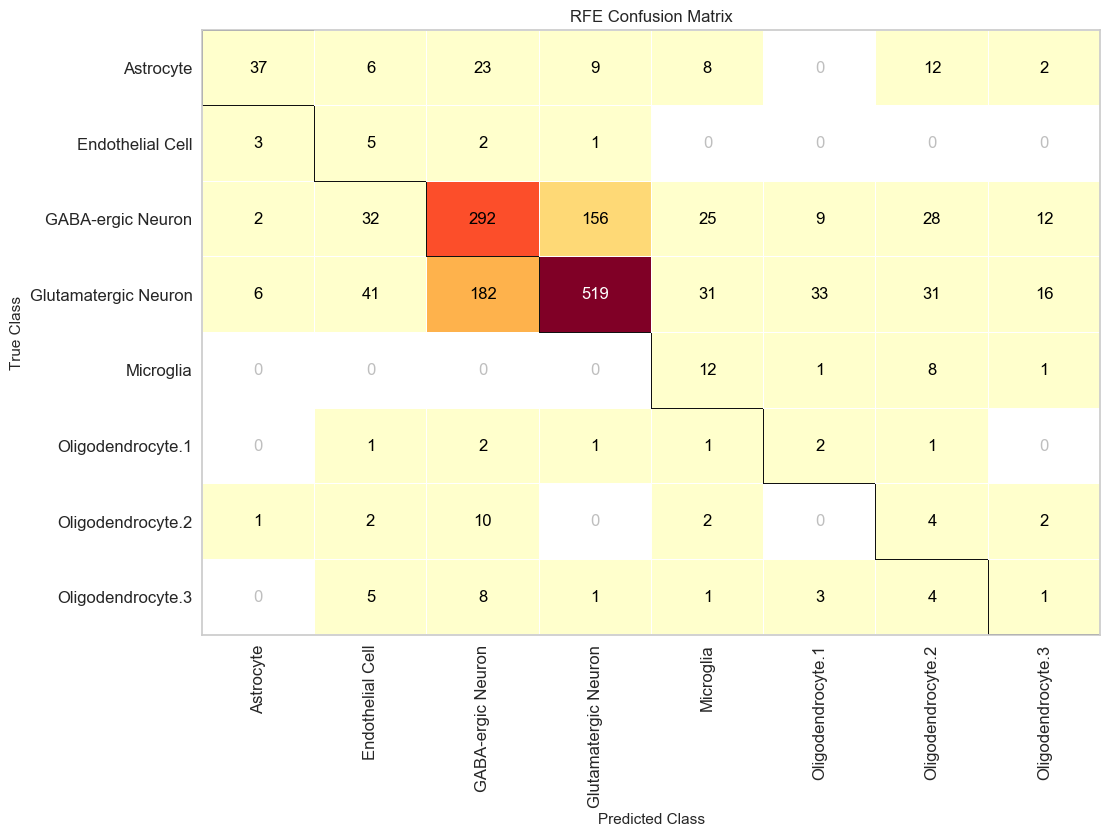 RFE Confusion Matrix
True Class
Astrocyte 37 6 23 9 8 0 12 2
Endothelial Cell 3 5 2 1 0 0 0 0
GABA-ergic Neuron 2 32 292 156 25 9 28 12
Glutamatergic Neuron 6 41 182 519 31 33 31 16
Microglia 0 0 0 0 12 1 8 1
Oligodendrocyte.1 0 1 2 1 1 2 1 0
Oligodendrocyte.2 1 2 10 0 2 0 4 2
Oligodendrocyte.3 0 5 8 1 1 3 4 1
Astrocyte
Endothelial Cell
GABA-ergic Neuron
Glutamatergic Neuron
Microglia
Oligodendrocyte.1
Oligodendrocyte.2
Oligodendrocyte.3
Predicted Class